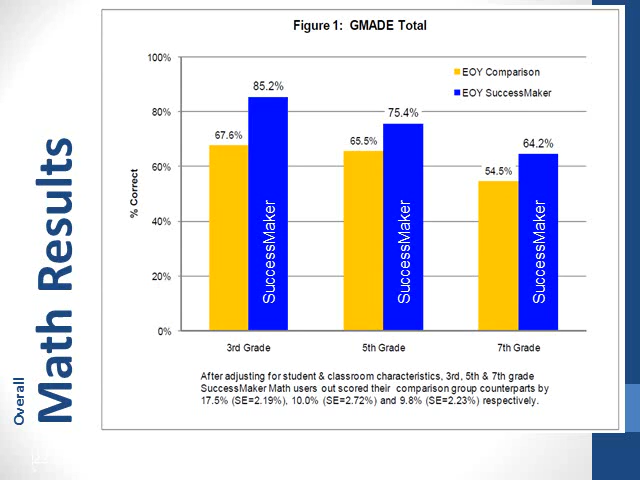 Overall
Math Results
Figure 1: GMADE Total
EOY Comparison
EOY SuccessMaker
% Correct
100%
80%
60%
40%
20%
0%
67.6%
85.2%
65.5%
75.4%
54.5%
64.2%
SuccessMaker
SuccessMaker
SuccessMaker
3rd Grade
5th Grade
7th Grade
After adjusting for student & classroom characteristics, 3rd, 5th & 7th grade
SuccessMaker Math users out scored their comparison group counterparts by
17.5% (SE=2.19%), 10.0% (SE=2.72%) and 9.8% (SE=2.23%) respectively.